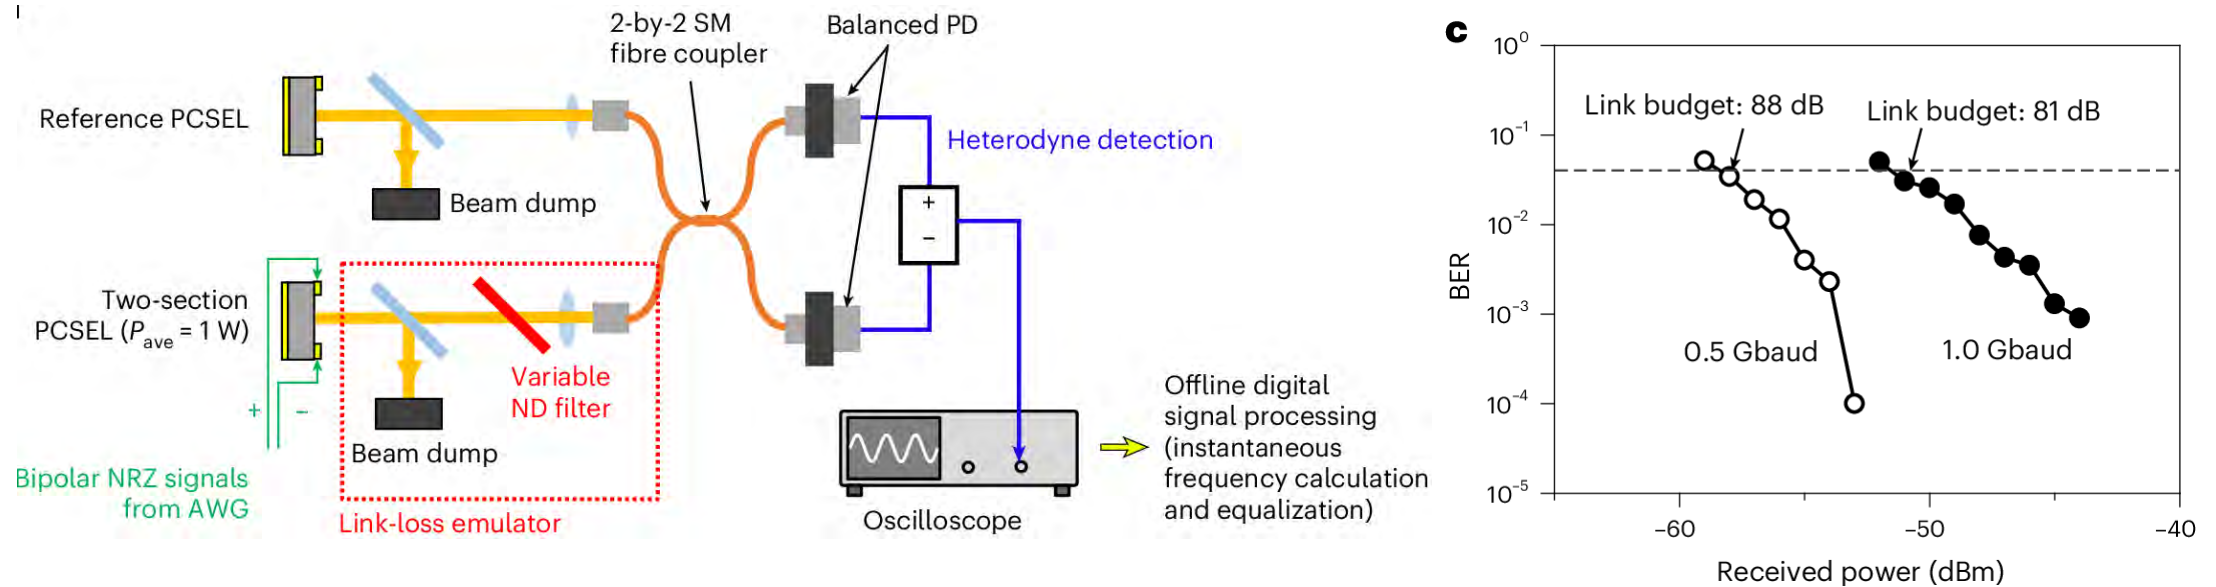 2-by-2 SM
fibre coupler
Balanced PD
Reference PCSEL
Beam dump
Heterodyne detection
+
−
Two-section
PCSEL (Pave = 1 W)
Variable
ND filter
+
−
Beam dump
Bipolar NRZ signals
from AWG
Link-loss emulator
Oscilloscope
Offline digital
signal processing
(instantaneous
frequency calculation
and equalization)
c
10⁰
10⁻¹
10⁻²
10⁻³
10⁻⁴
10⁻⁵
BER
Link budget: 88 dB
Link budget: 81 dB
0.5 Gbaud
1.0 Gbaud
−60
−50
−40
Received power (dBm)